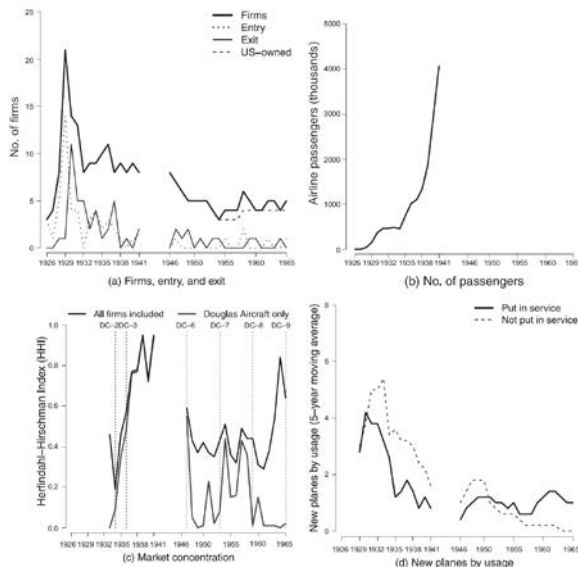 Firms
Entry
Exit
US-owned
No. of firms
25
20
15
10
5
0
1926 1929 1932 1935 1938 1941 1946 1950 1955 1960 1965
(a) Firms, entry, and exit
Airline passengers (thousands)
5000
4000
3000
2000
1000
0
1926 1929 1932 1935 1938 1941 1946 1950 1955 1960 1965
(b) No. of passengers
All firms included
Douglas Aircraft only
DC-2 DC-3 DC-6 DC-7 DC-8 DC-9
Herfindahl-Hirschman Index (HHI)
1.0
0.8
0.6
0.4
0.2
0.0
1926 1929 1932 1935 1938 1941 1946 1950 1955 1960 1965
(c) Market concentration
Put in service
Not put in service
New planes by usage (5-year moving average)
8
6
4
2
0
1926 1929 1932 1935 1938 1941 1946 1950 1955 1960 1965
(d) New planes by usage